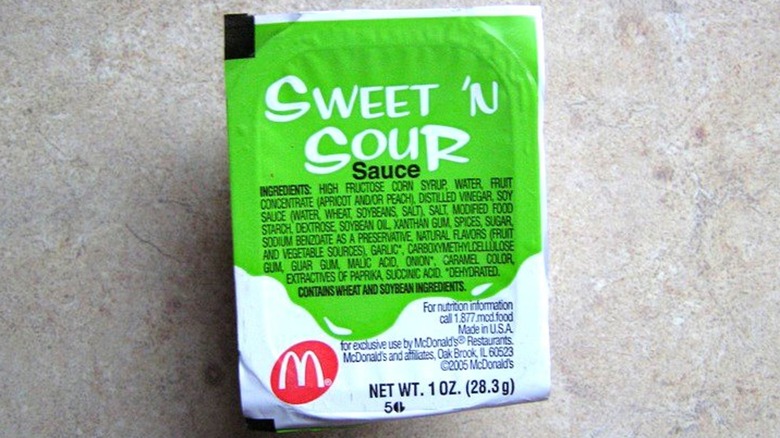 SWEET 'N
SOUR
Sauce
INGREDIENTS: HIGH FRUCTOSE CORN SYRUP, WATER, FRUIT
CONCENTRATE (APRICOT AND/OR PEACH), DISTILLED VINEGAR, SOY
SAUCE (WATER, WHEAT, SOYBEANS, SALT), SALT, MODIFIED FOOD
STARCH, DEXTROSE, SOYBEAN OIL, XANTHAN GUM, SPICES, SUGAR,
SODIUM BENZOATE AS A PRESERVATIVE, NATURAL FLAVORS (FRUIT
AND VEGETABLE SOURCES), GARLIC*, CARBOXYMETHYLCELLULOSE
GUM, GUAR GUM, MALIC ACID, ONION*, CARAMEL COLOR,
EXTRACTIVES OF PAPRIKA, SUCCINIC ACID. *DEHYDRATED.
CONTAINS WHEAT AND SOYBEAN INGREDIENTS.
For nutrition information
call 1.877.mcd.food
Made in U.S.A.
for exclusive use by McDonald's® Restaurants.
McDonald's and affiliates, Oak Brook, IL 60523
©2005 McDonald's
M®
NET WT. 1 OZ. (28.3 g)